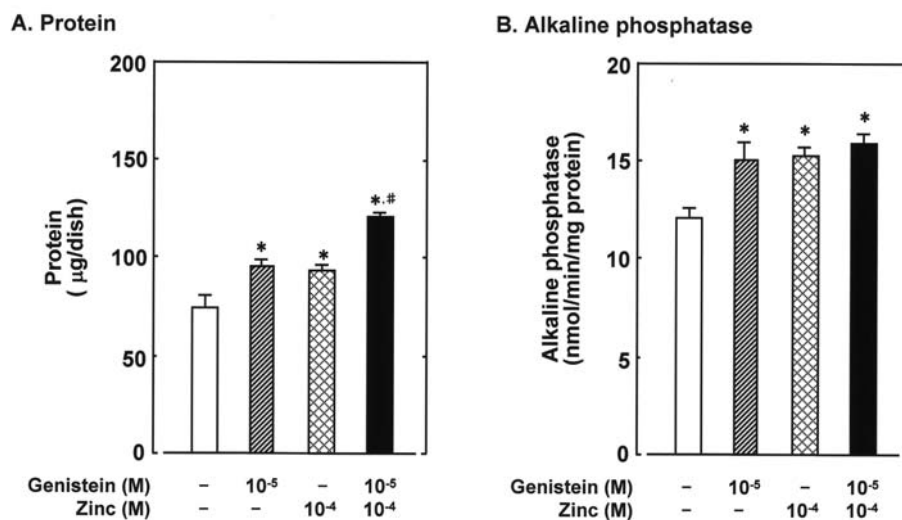 A. Protein
200
150
100
50
0
Protein
( μg/dish)
*
*
*.#
Genistein (M) – 10⁻⁵ – 10⁻⁵
Zinc (M) – – 10⁻⁴ 10⁻⁴
B. Alkaline phosphatase
20
15
10
5
0
Alkaline phosphatase
(nmol/min/mg protein)
*
*
*
Genistein (M) – 10⁻⁵ – 10⁻⁵
Zinc (M) – – 10⁻⁴ 10⁻⁴